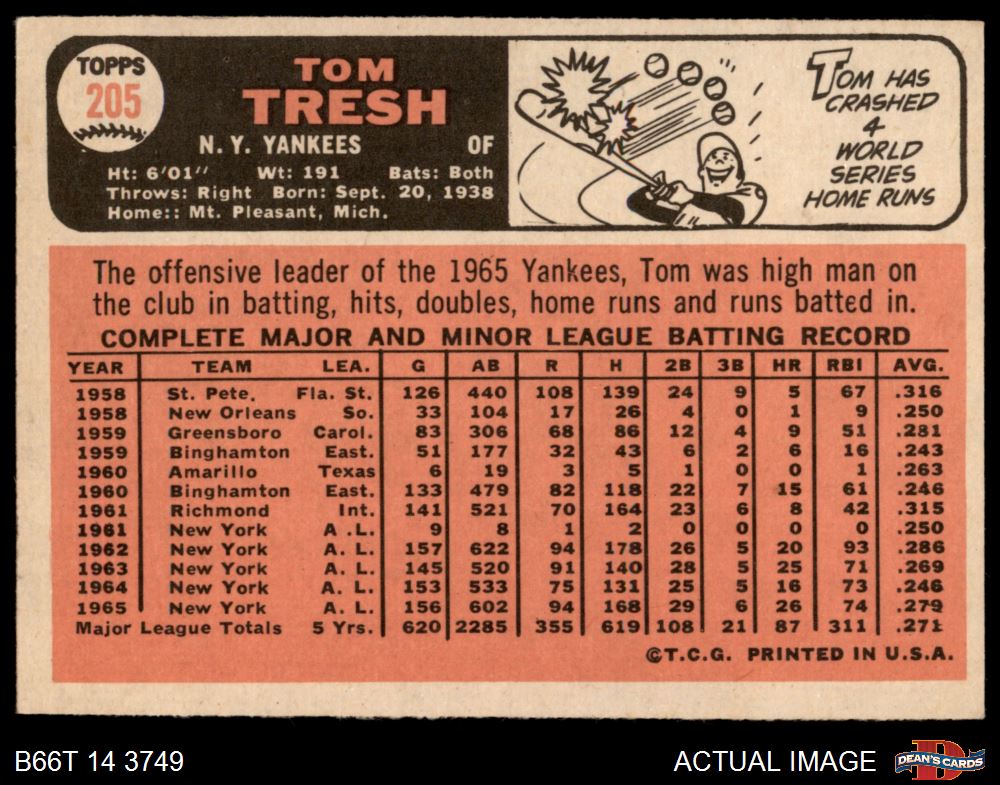 TOPPS
205
TOM
TRESH
N. Y. YANKEES OF
Ht: 6'01" Wt: 191 Bats: Both
Throws: Right Born: Sept. 20, 1938
Home:: Mt. Pleasant, Mich.
TOM HAS
CRASHED
4
WORLD
SERIES
HOME RUNS
The offensive leader of the 1965 Yankees, Tom was high man on
the club in batting, hits, doubles, home runs and runs batted in.
COMPLETE MAJOR AND MINOR LEAGUE BATTING RECORD
YEAR TEAM LEA. G AB R H 2B 3B HR RBI AVG.
1958 St. Pete. Fla. St. 126 440 108 139 24 9 5 67 .316
1958 New Orleans So. 33 104 17 26 4 0 1 9 .250
1959 Greensboro Carol. 83 306 68 86 12 4 9 51 .281
1959 Binghamton East. 51 177 32 43 6 2 6 16 .243
1960 Amarillo Texas 6 19 3 5 1 0 0 1 .263
1960 Binghamton East. 133 479 82 118 22 7 15 61 .246
1961 Richmond Int. 141 521 70 164 23 6 8 42 .315
1961 New York A .L. 9 8 1 2 0 0 0 0 .250
1962 New York A. L. 157 622 94 178 26 5 20 93 .286
1963 New York A. L. 145 520 91 140 28 5 25 71 .269
1964 New York A. L. 153 533 75 131 25 5 16 73 .246
1965 New York A. L. 156 602 94 168 29 6 26 74 .279
Major League Totals 5 Yrs. 620 2285 355 619 108 21 87 311 .271
©T.C.G. PRINTED IN U.S.A.
B66T 14 3749 ACTUAL IMAGE DEAN'S CARDS